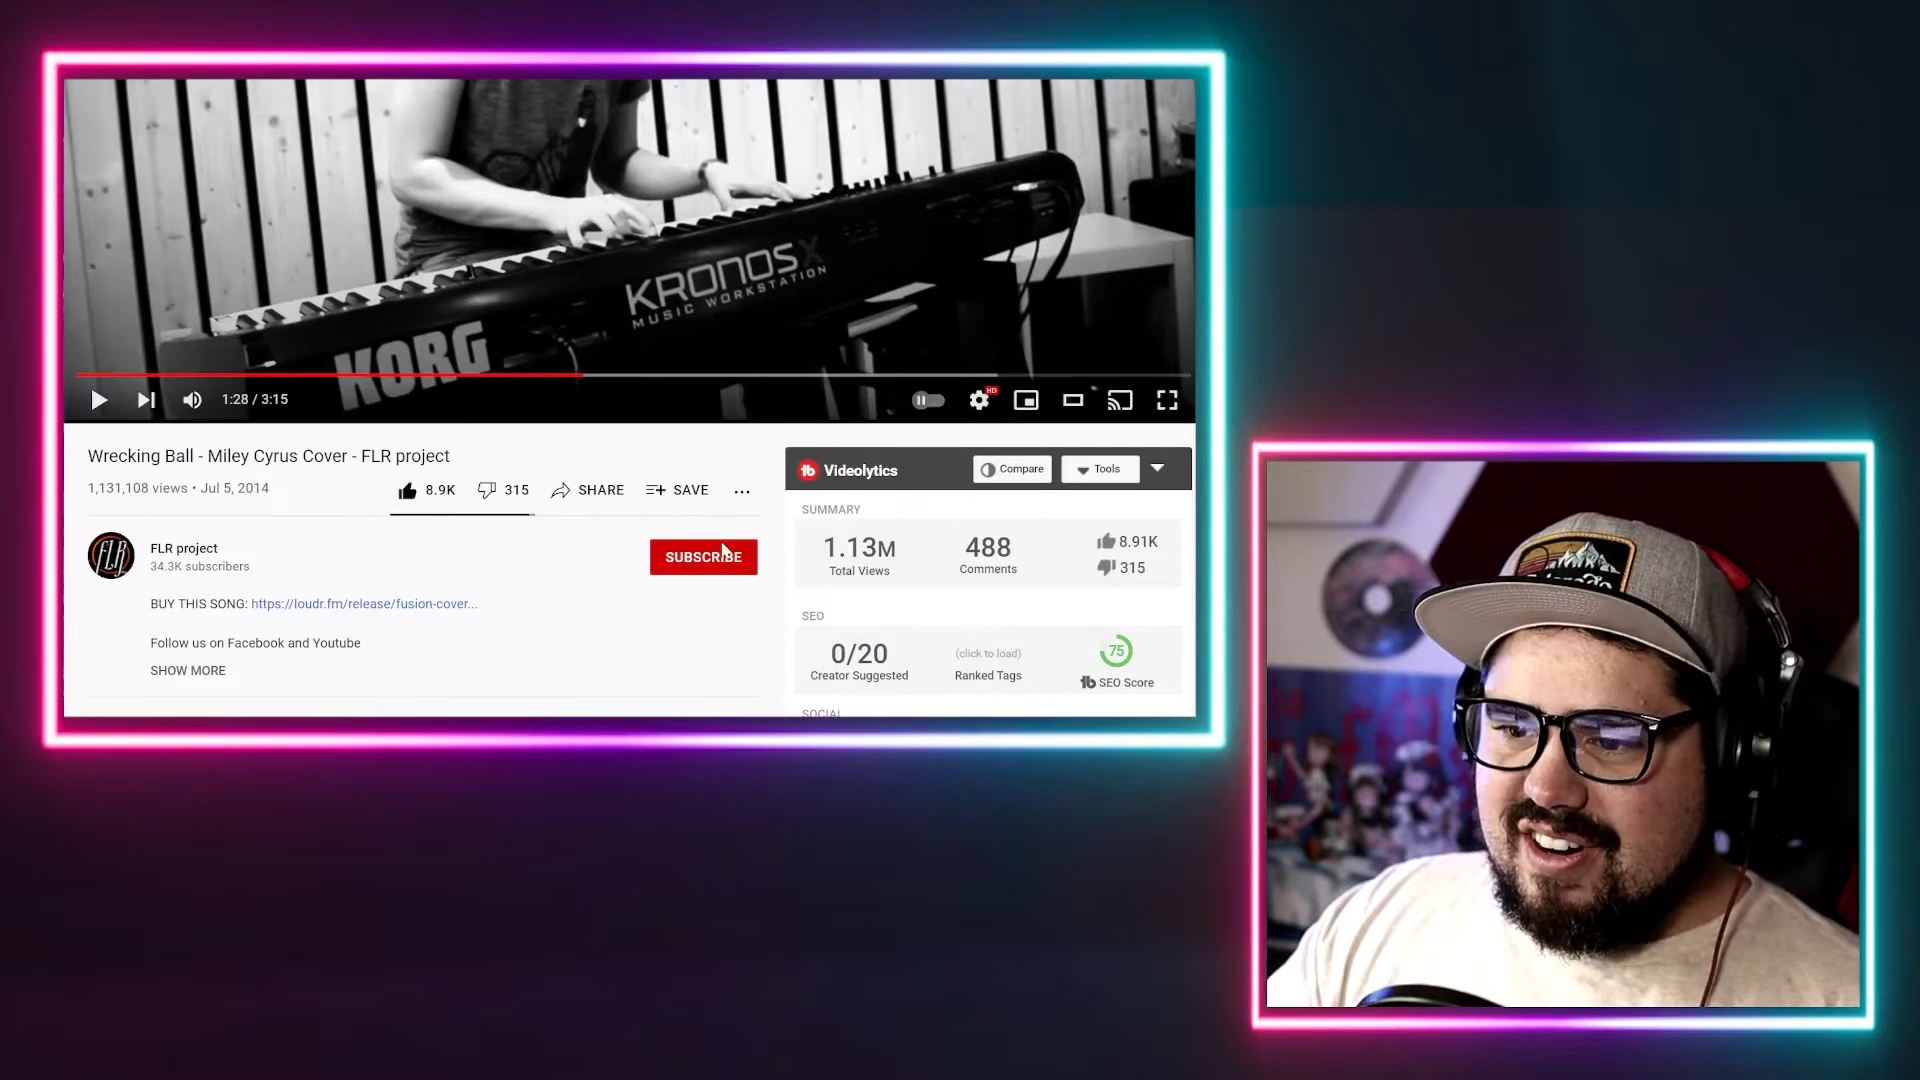 KRONOS X
MUSIC WORKSTATION
KORG
1:28 / 3:15
HD
Wrecking Ball - Miley Cyrus Cover - FLR project
1,131,108 views • Jul 5, 2014
8.9K
315
SHARE
SAVE
FLR
FLR project
34.3K subscribers
SUBSCRIBE
BUY THIS SONG: https://loudr.fm/release/fusion-cover...
Follow us on Facebook and Youtube
SHOW MORE
tb Videolytics
Compare
Tools
SUMMARY
1.13M
Total Views
488
Comments
8.91K
315
SEO
0/20
Creator Suggested
(click to load)
Ranked Tags
75
tb SEO Score
SOCIAL